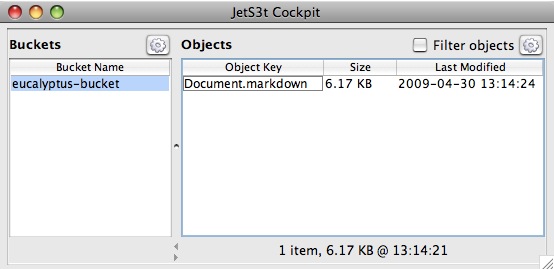 JetS3t Cockpit
Buckets
Objects
Filter objects
Bucket Name
eucalyptus-bucket
Object Key Size Last Modified
Document.markdown 6.17 KB 2009-04-30 13:14:24
1 item, 6.17 KB @ 13:14:21